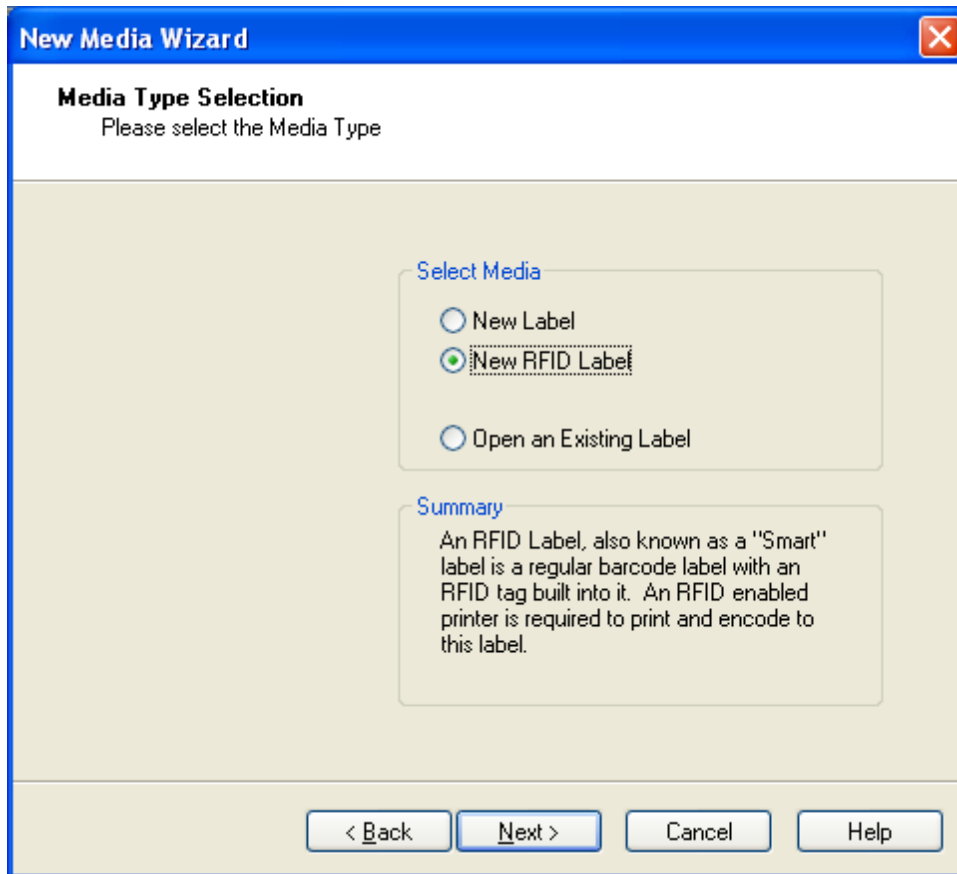 New Media Wizard
Media Type Selection
Please select the Media Type
Select Media
New Label
New RFID Label
Open an Existing Label
Summary
An RFID Label, also known as a "Smart"
label is a regular barcode label with an
RFID tag built into it.  An RFID enabled
printer is required to print and encode to
this label.
< Back
Next >
Cancel
Help